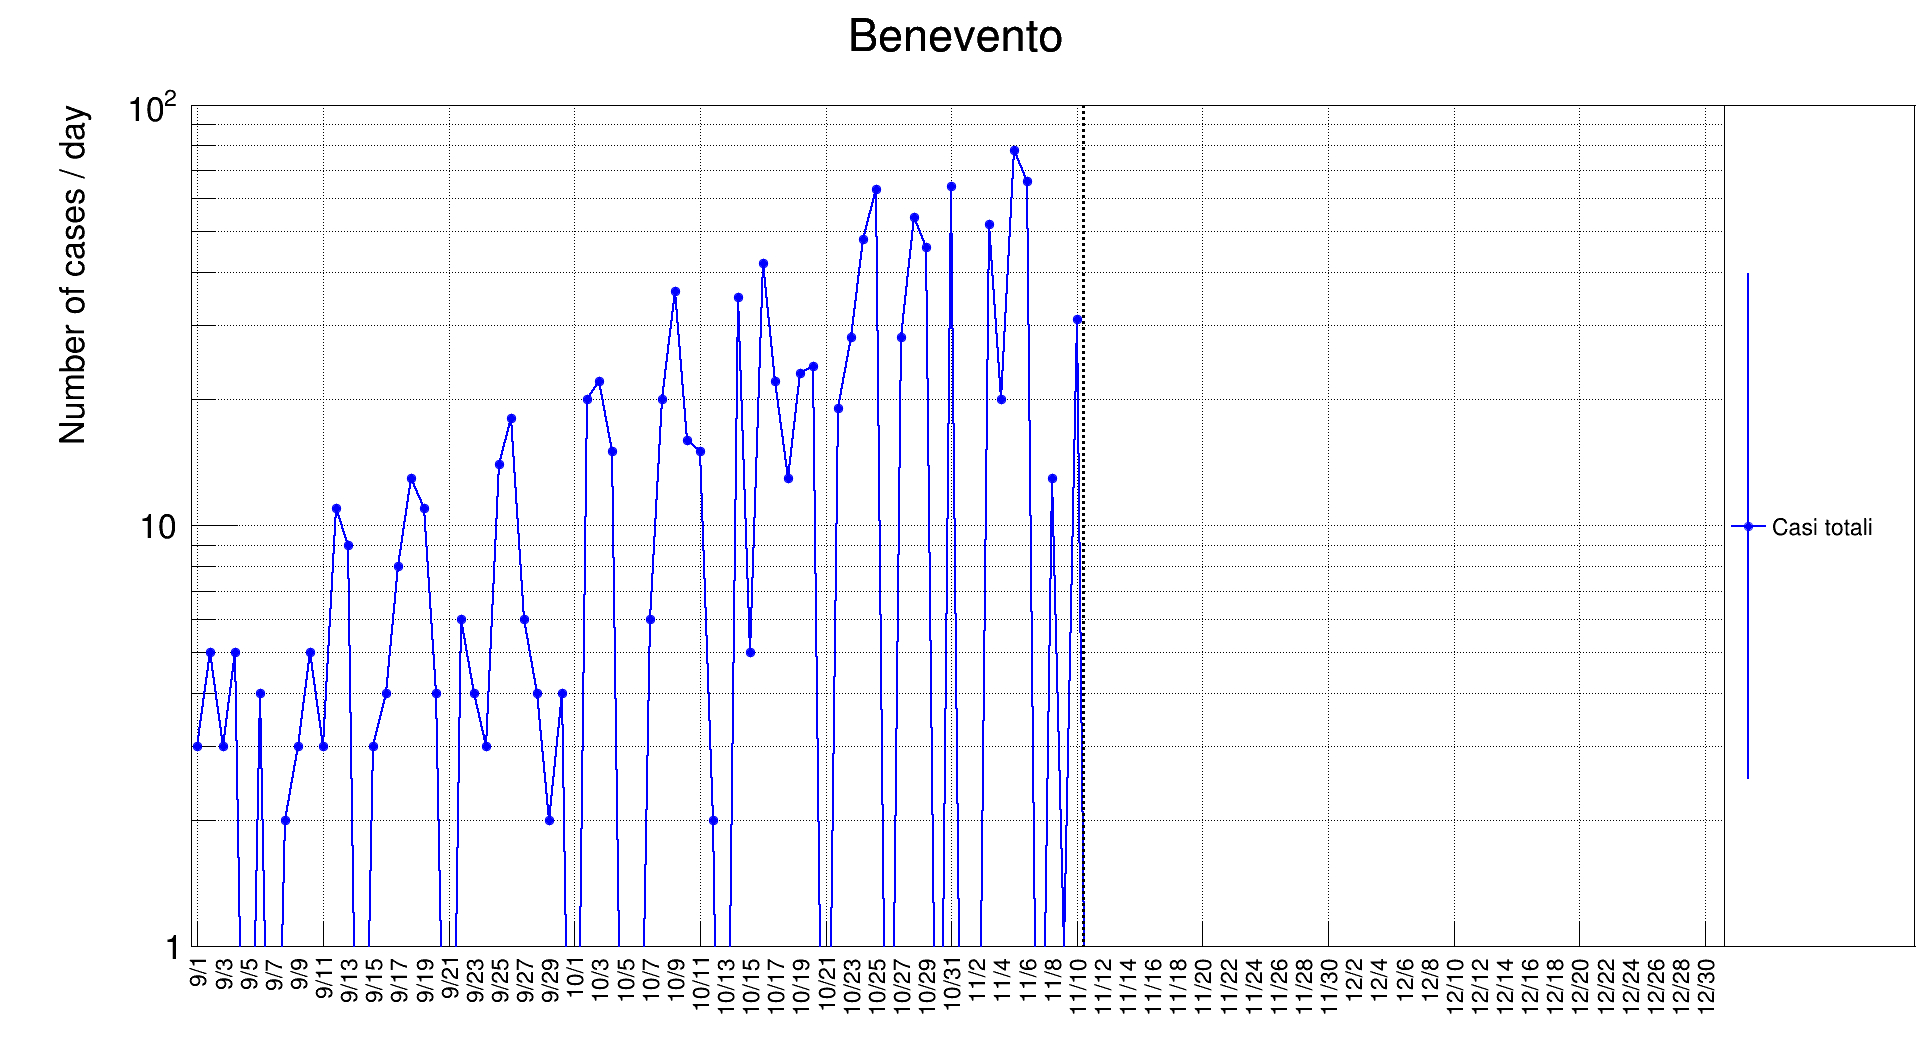 Benevento
Number of cases / day
10²
10
1
9/1 9/3 9/5 9/7 9/9 9/11 9/13 9/15 9/17 9/19 9/21 9/23 9/25 9/27 9/29 10/1 10/3 10/5 10/7 10/9 10/11 10/13 10/15 10/17 10/19 10/21 10/23 10/25 10/27 10/29 10/31 11/2 11/4 11/6 11/8 11/10 11/12 11/14 11/16 11/18 11/20 11/22 11/24 11/26 11/28 11/30 12/2 12/4 12/6 12/8 12/10 12/12 12/14 12/16 12/18 12/20 12/22 12/24 12/26 12/28 12/30
Casi totali